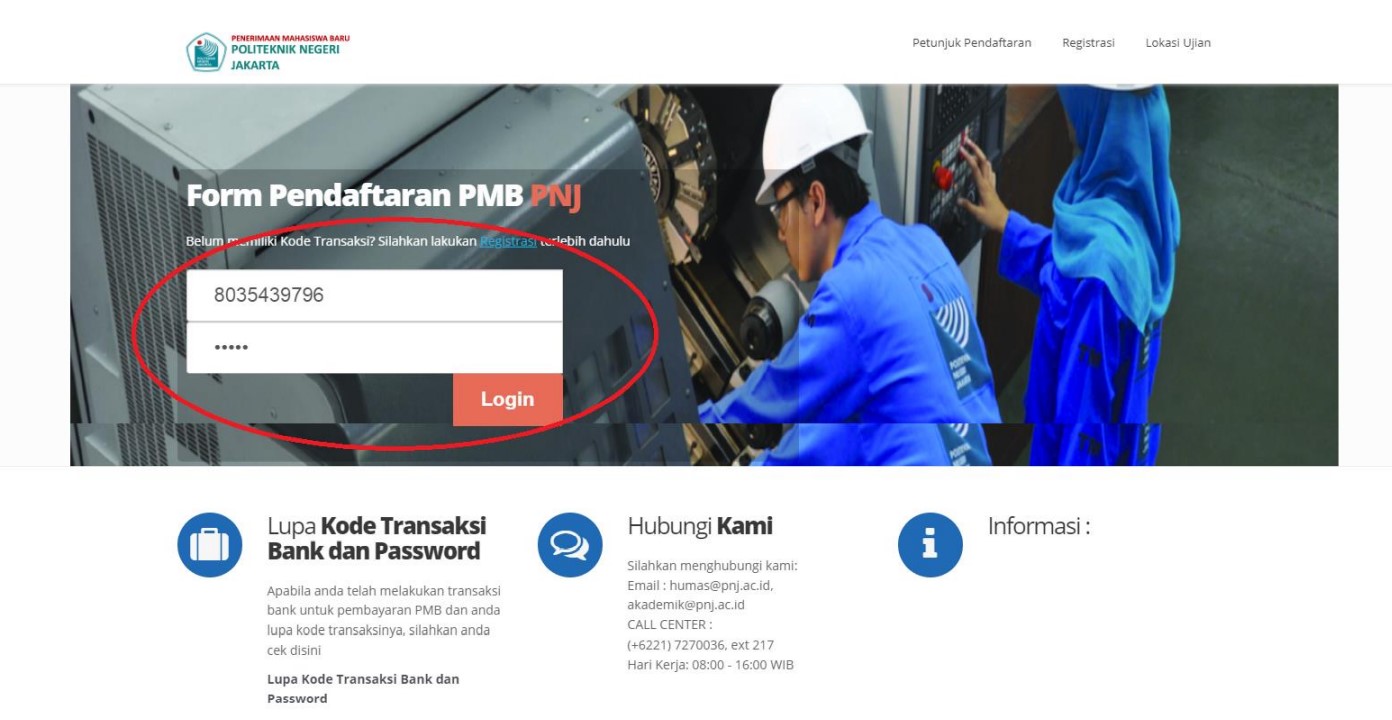 PENERIMAAN MAHASISWA BARU
POLITEKNIK NEGERI
JAKARTA
Petunjuk Pendaftaran
Registrasi
Lokasi Ujian
Form Pendaftaran PMB PNJ
Belum memiliki Kode Transaksi? Silahkan lakukan Registrasi terlebih dahulu
8035439796
•••••
Login
Lupa Kode Transaksi
Bank dan Password
Apabila anda telah melakukan transaksi
bank untuk pembayaran PMB dan anda
lupa kode transaksinya, silahkan anda
cek disini
Lupa Kode Transaksi Bank dan
Password
Hubungi Kami
Silahkan menghubungi kami:
Email : humas@pnj.ac.id,
akademik@pnj.ac.id
CALL CENTER :
(+6221) 7270036, ext 217
Hari Kerja: 08:00 - 16:00 WIB
Informasi :